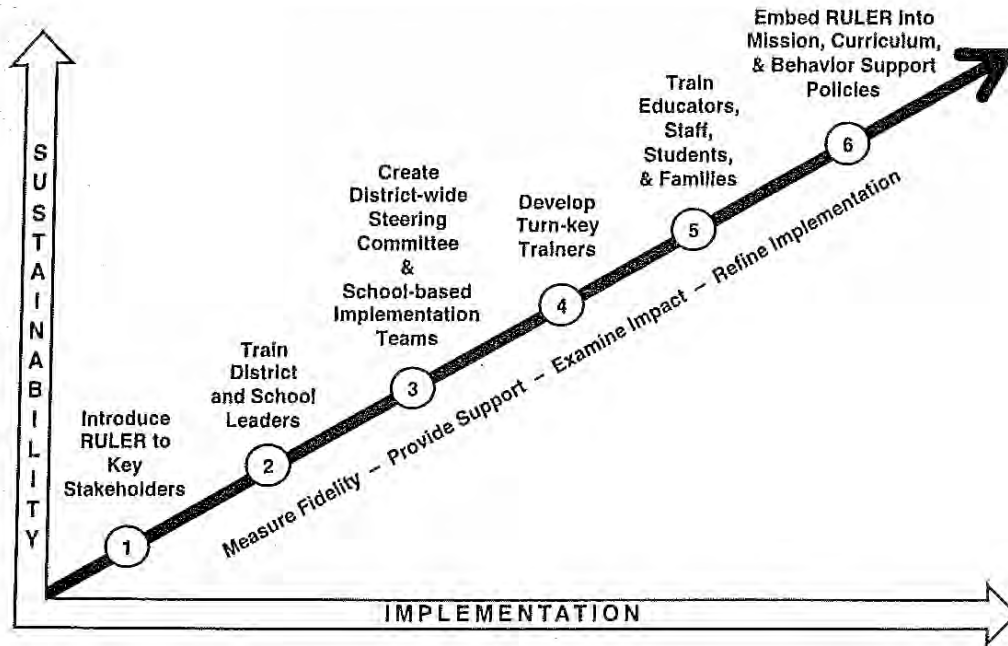 SUSTAINABILITY
Introduce
RULER to
Key
Stakeholders
1
Train
District
and School
Leaders
2
Create
District-wide
Steering
Committee
&
School-based
Implementation
Teams
3
Develop
Turn-key
Trainers
4
Train
Educators,
Staff,
Students,
& Families
5
Embed RULER Into
Mission, Curriculum,
& Behavior Support
Policies
6
Measure Fidelity – Provide Support – Examine Impact – Refine Implementation
IMPLEMENTATION